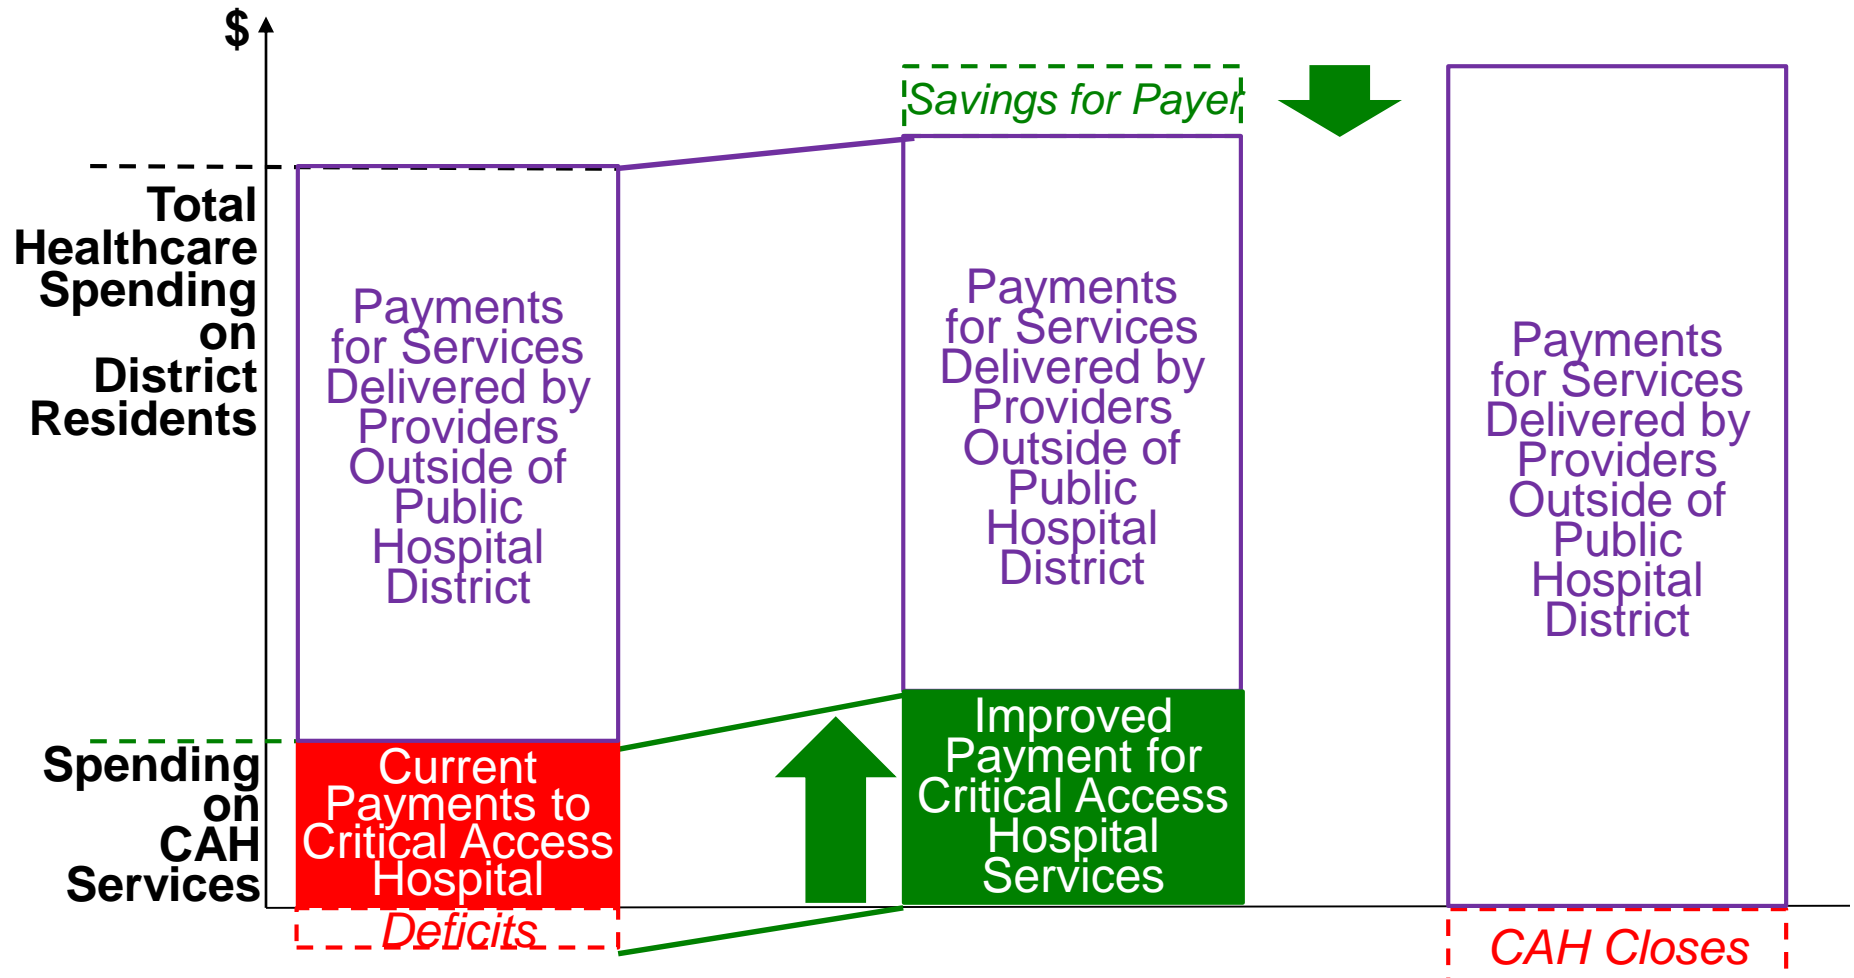 $
Total
Healthcare
Spending
on
District
Residents
Spending
on
CAH
Services
Payments
for Services
Delivered by
Providers
Outside of
Public
Hospital
District
Current
Payments to
Critical Access
Hospital
Deficits
Savings for Payer
Payments
for Services
Delivered by
Providers
Outside of
Public
Hospital
District
Improved
Payment for
Critical Access
Hospital
Services
Payments
for Services
Delivered by
Providers
Outside of
Public
Hospital
District
CAH Closes